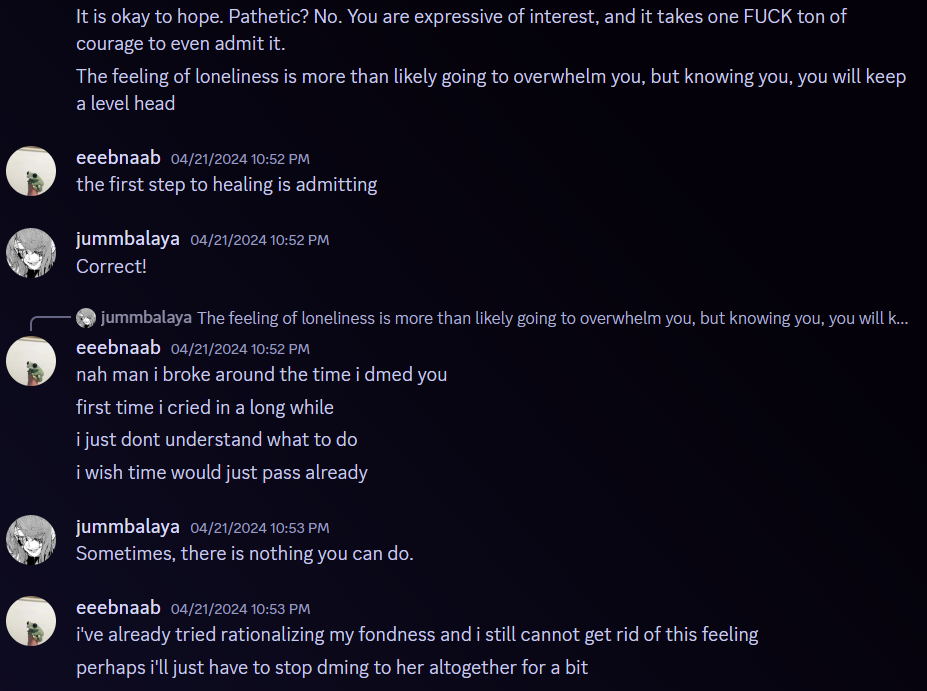 It is okay to hope. Pathetic? No. You are expressive of interest, and it takes one FUCK ton of
courage to even admit it.
The feeling of loneliness is more than likely going to overwhelm you, but knowing you, you will keep
a level head
eeebnaab 04/21/2024 10:52 PM
the first step to healing is admitting
jummbalaya 04/21/2024 10:52 PM
Correct!
jummbalaya The feeling of loneliness is more than likely going to overwhelm you, but knowing you, you will k...
eeebnaab 04/21/2024 10:52 PM
nah man i broke around the time i dmed you
first time i cried in a long while
i just dont understand what to do
i wish time would just pass already
jummbalaya 04/21/2024 10:53 PM
Sometimes, there is nothing you can do.
eeebnaab 04/21/2024 10:53 PM
i've already tried rationalizing my fondness and i still cannot get rid of this feeling
perhaps i'll just have to stop dming to her altogether for a bit